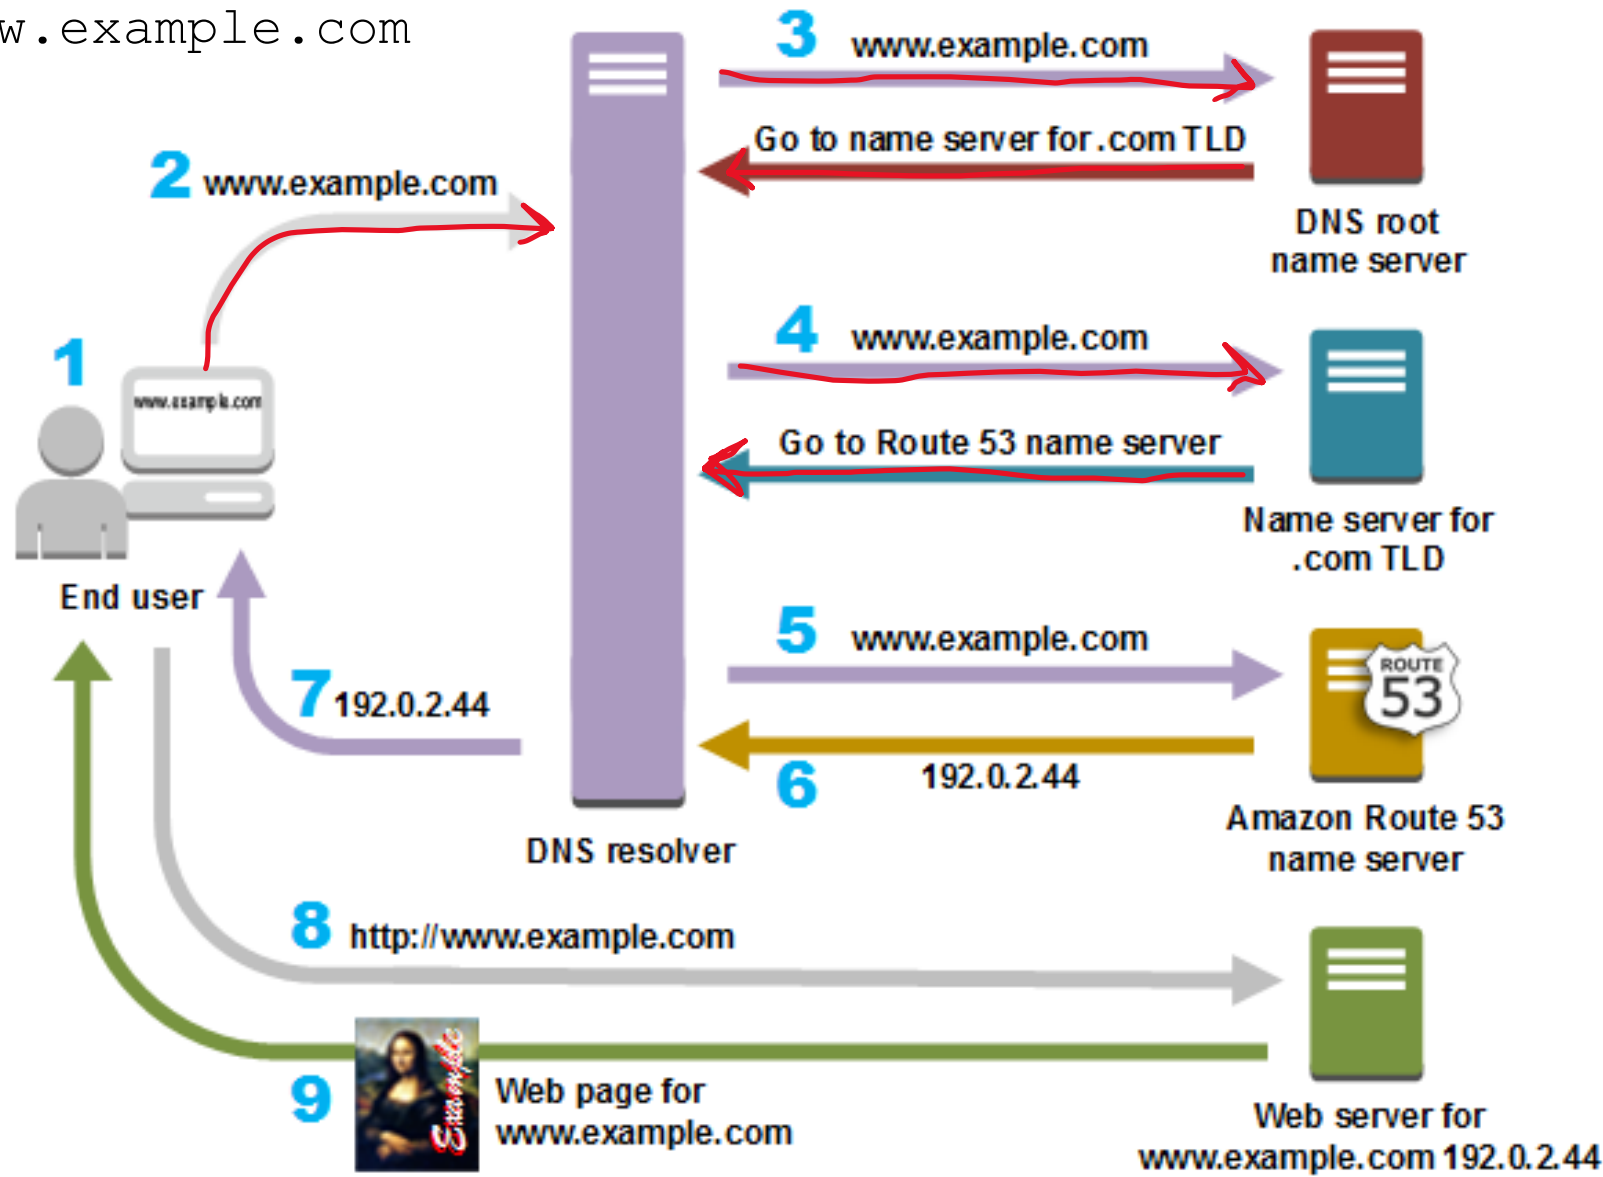 w.example.com
3 www.example.com
Go to name server for .com TLD
DNS root
name server
2 www.example.com
1
www.example.com
End user
4 www.example.com
Go to Route 53 name server
Name server for
.com TLD
5 www.example.com
ROUTE
53
6
192.0.2.44
Amazon Route 53
name server
7 192.0.2.44
DNS resolver
8 http://www.example.com
9
Example
Web page for
www.example.com
Web server for
www.example.com 192.0.2.44